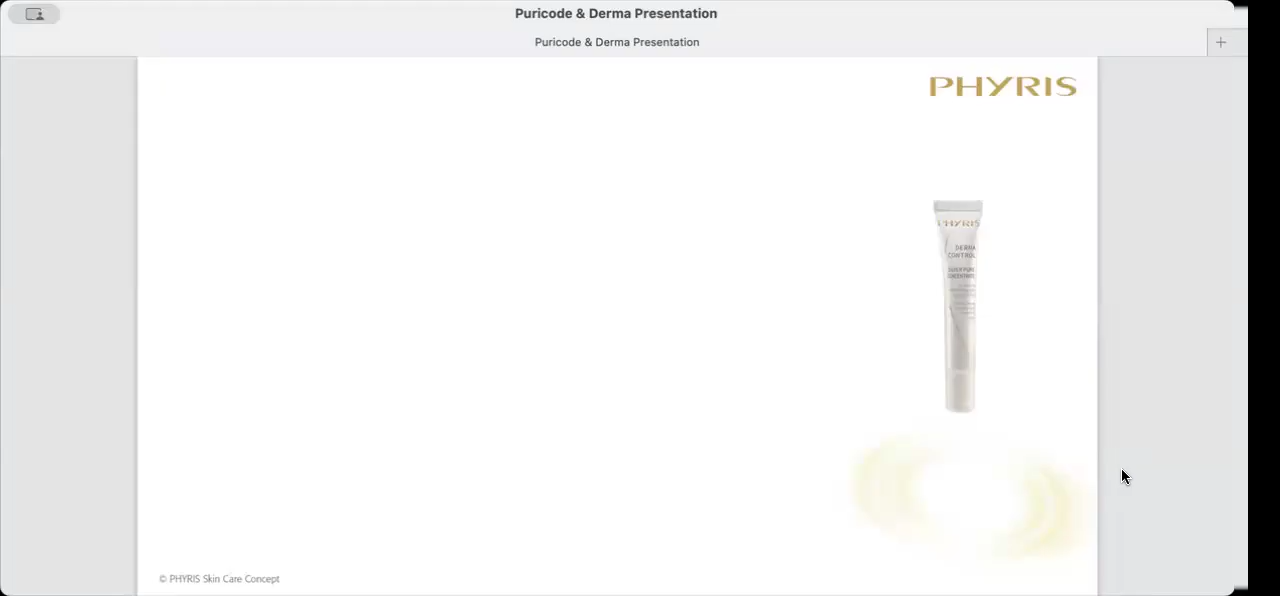 Puricode & Derma Presentation
Puricode & Derma Presentation
PHYRIS
PHYRIS
DERMA
CONTROL
© PHYRIS Skin Care Concept